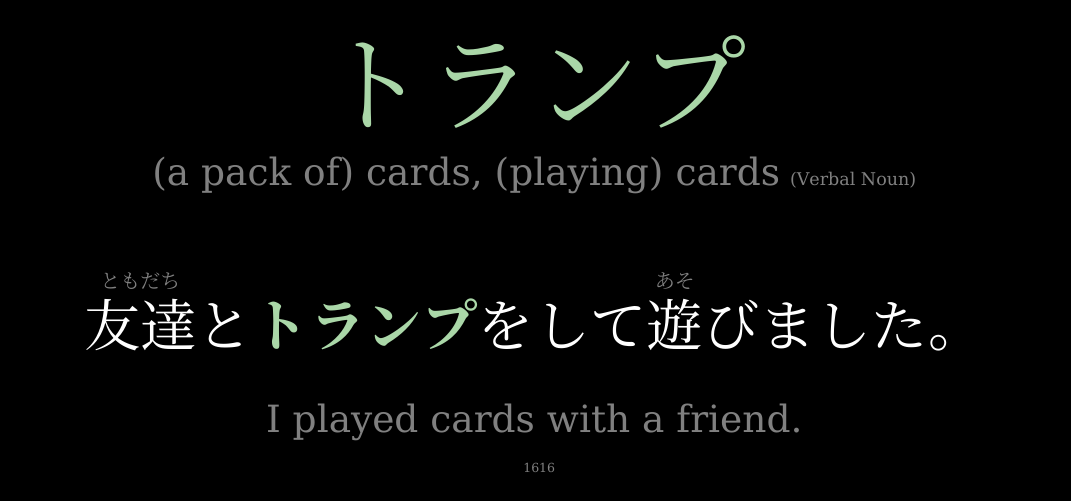 トランプ
(a pack of) cards, (playing) cards (Verbal Noun)
ともだち あそ
友達とトランプをして遊びました。
I played cards with a friend.
1616